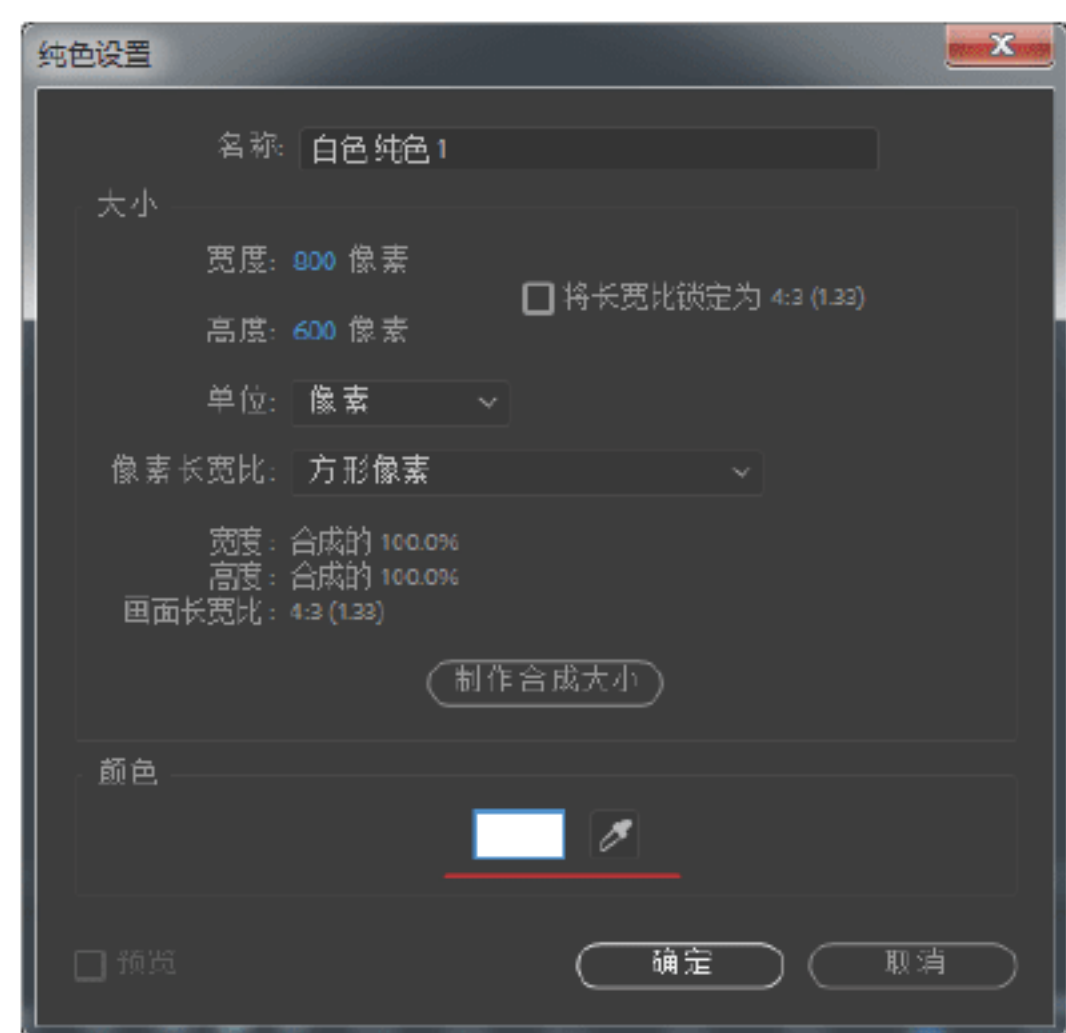 纯色设置
名称: 白色 纯色 1
大小
宽度: 800 像素
将长宽比锁定为 4:3 (1.33)
高度: 600 像素
单位: 像素
像素长宽比: 方形像素
宽度: 合成的 100.0%
高度: 合成的 100.0%
画面长宽比: 4:3 (1.33)
制作合成大小
颜色
预览
确定
取消